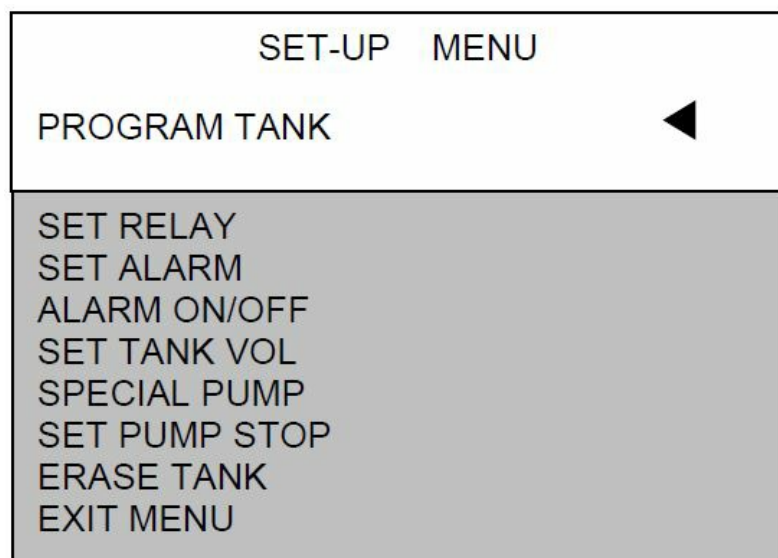 SET-UP MENU
PROGRAM TANK
SET RELAY
SET ALARM
ALARM ON/OFF
SET TANK VOL
SPECIAL PUMP
SET PUMP STOP
ERASE TANK
EXIT MENU